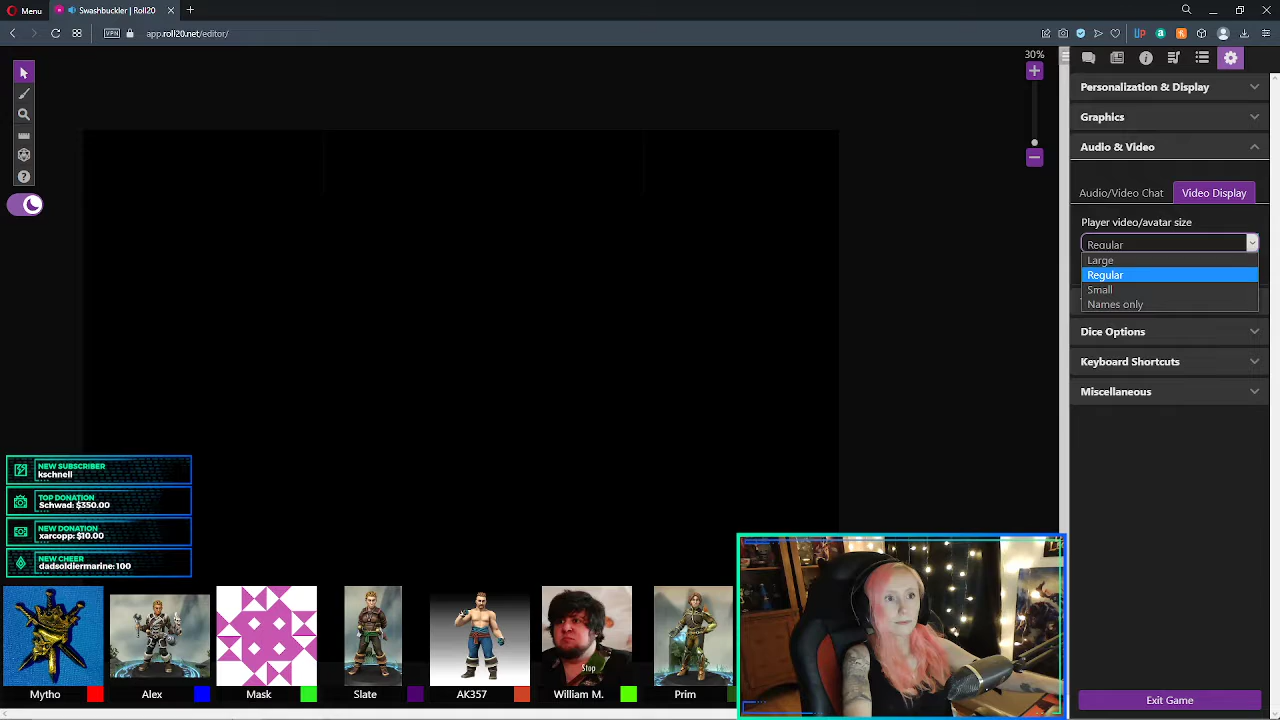 Menu
Swashbuckler | Roll20
VPN
app.roll20.net/editor/
30%
Personalization & Display
Graphics
Audio & Video
Audio/Video Chat
Video Display
Player video/avatar size
Regular
Large
Regular
Small
Names only
Dice Options
Keyboard Shortcuts
Miscellaneous
NEW SUBSCRIBER
kschneil
TOP DONATION
Schwad: $350.00
NEW DONATION
xarcopp: $10.00
NEW CHEER
dadsoldiermarine: 100
Stop
Mytho
Alex
Mask
Slate
AK357
William M.
Prim
Exit Game